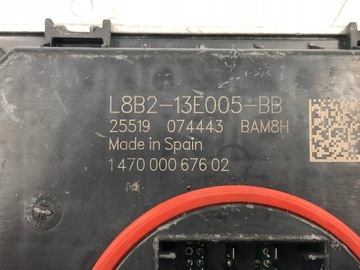 L8B2-13E005-BB
25519 074443 BAM8H
Made in Spain
1 470 000 676 02